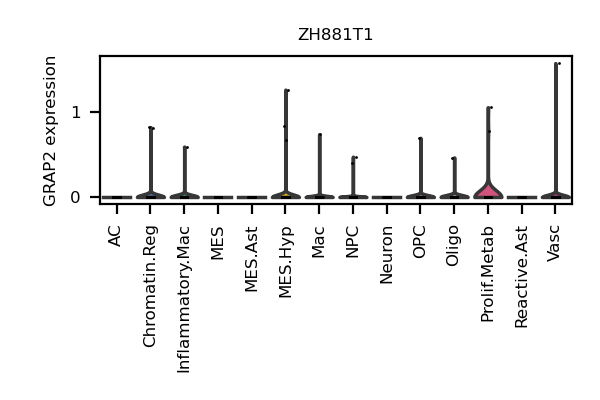 ZH881T1
GRAP2 expression
1
0
AC
Chromatin.Reg
Inflammatory.Mac
MES
MES.Ast
MES.Hyp
Mac
NPC
Neuron
OPC
Oligo
Prolif.Metab
Reactive.Ast
Vasc